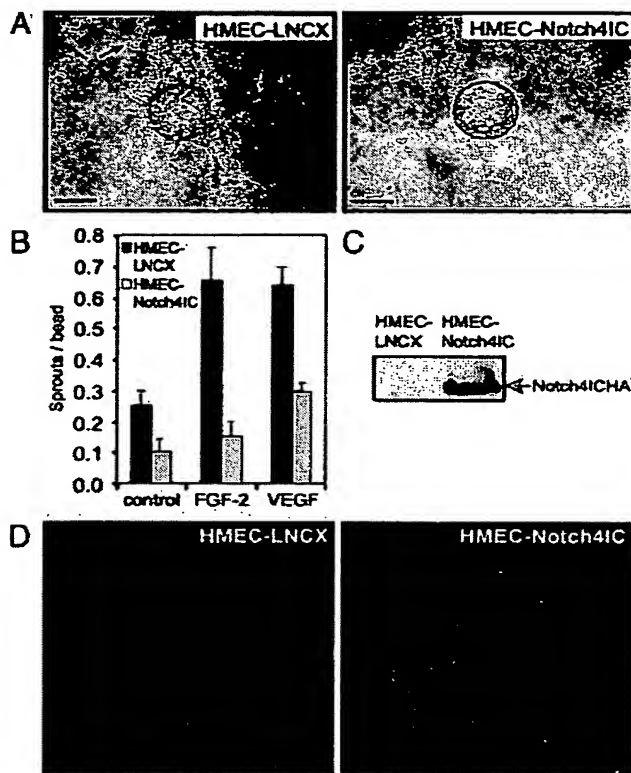 A HMEC-LNCX HMEC-Notch4IC
B
C
0.8
0.7
0.6
0.5
0.4
0.3
0.2
0.1
0.0
Sprouts / bead
HMEC-
LNCX
HMEC-
Notch4IC
control FGF-2 VEGF
HMEC- HMEC-
LNCX Notch4IC
Notch4ICHA
D HMEC-LNCX HMEC-Notch4IC